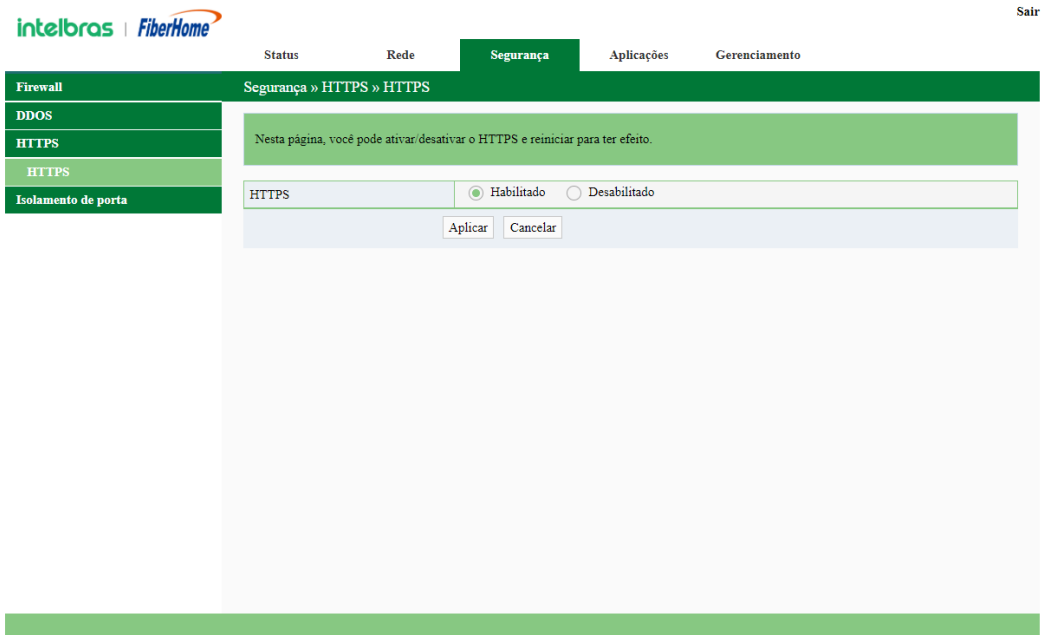 Sair
intelbras | FiberHome
Status Rede Segurança Aplicações Gerenciamento
Firewall
DDOS
HTTPS
HTTPS
Isolamento de porta
Segurança » HTTPS » HTTPS
Nesta página, você pode ativar/desativar o HTTPS e reiniciar para ter efeito.
HTTPS Habilitado Desabilitado
Aplicar Cancelar